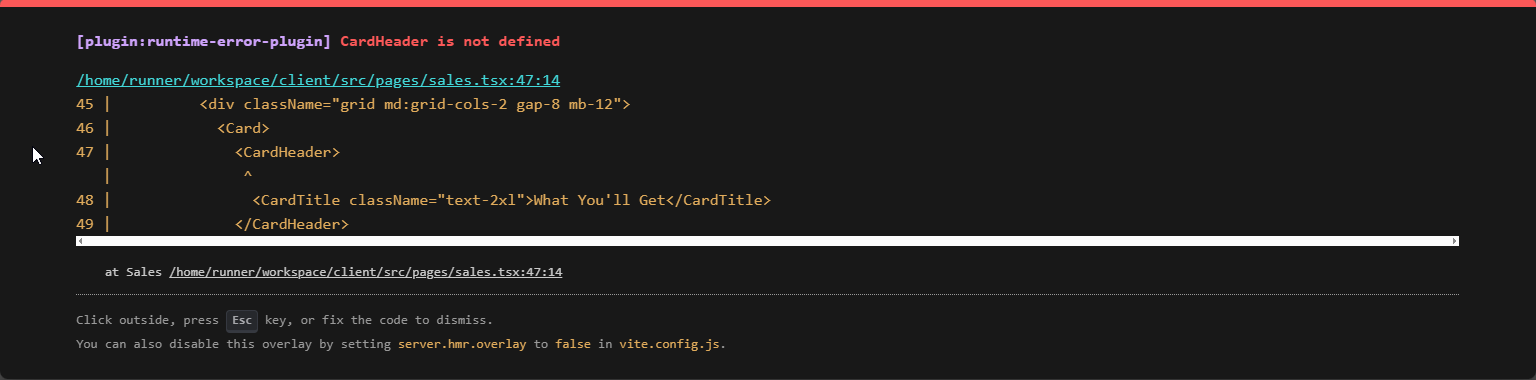 [plugin:runtime-error-plugin] CardHeader is not defined
/home/runner/workspace/client/src/pages/sales.tsx:47:14
45 |          <div className="grid md:grid-cols-2 gap-8 mb-12">
46 |            <Card>
47 |              <CardHeader>
   |               ^
48 |                <CardTitle className="text-2xl">What You'll Get</CardTitle>
49 |              </CardHeader>
at Sales /home/runner/workspace/client/src/pages/sales.tsx:47:14
Click outside, press Esc key, or fix the code to dismiss.
You can also disable this overlay by setting server.hmr.overlay to false in vite.config.js.